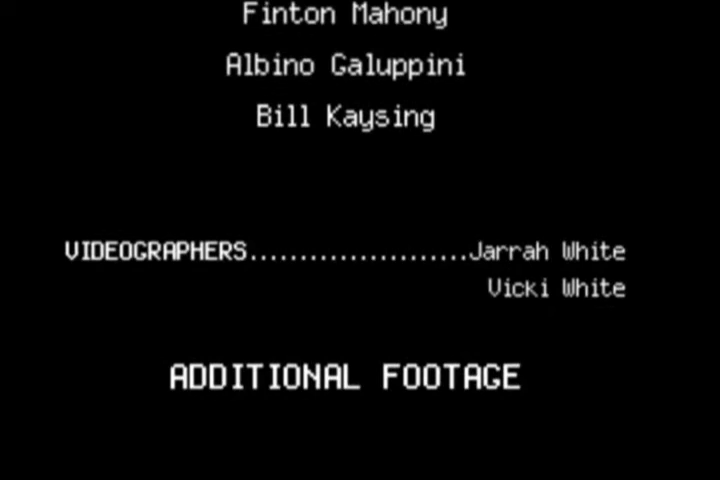 Finton Mahony
Albino Galuppini
Bill Kaysing
VIDEOGRAPHERS......................Jarrah White
Vicki White
ADDITIONAL FOOTAGE